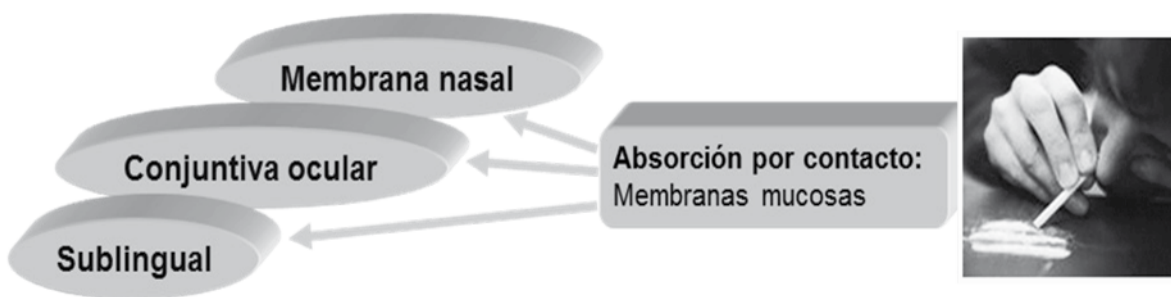 Membrana nasal
Conjuntiva ocular
Sublingual
Absorción por contacto:
Membranas mucosas